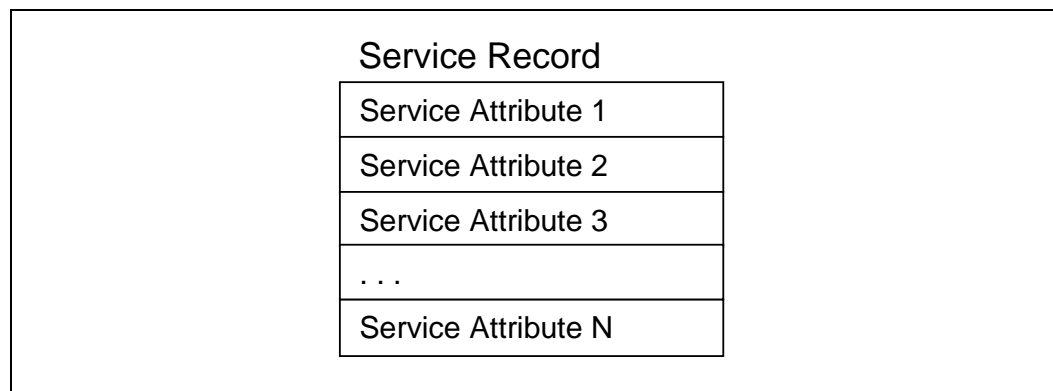 Service Record
Service Attribute 1
Service Attribute 2
Service Attribute 3
. . .
Service Attribute N